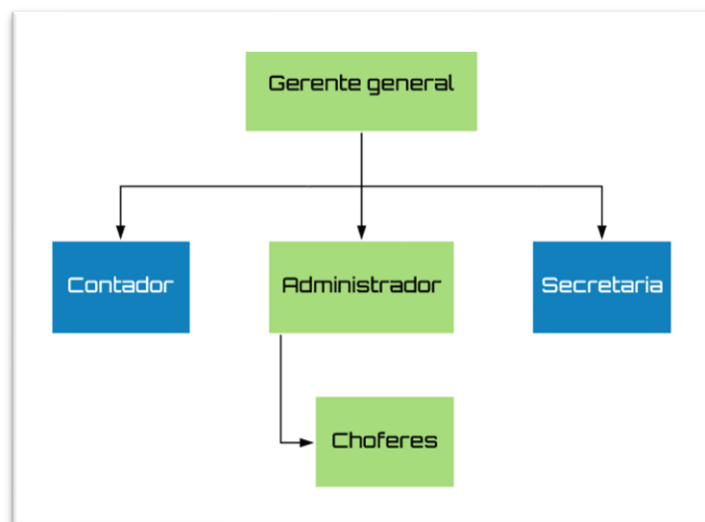 Gerente general
Contador
Administrador
Secretaria
Choferes